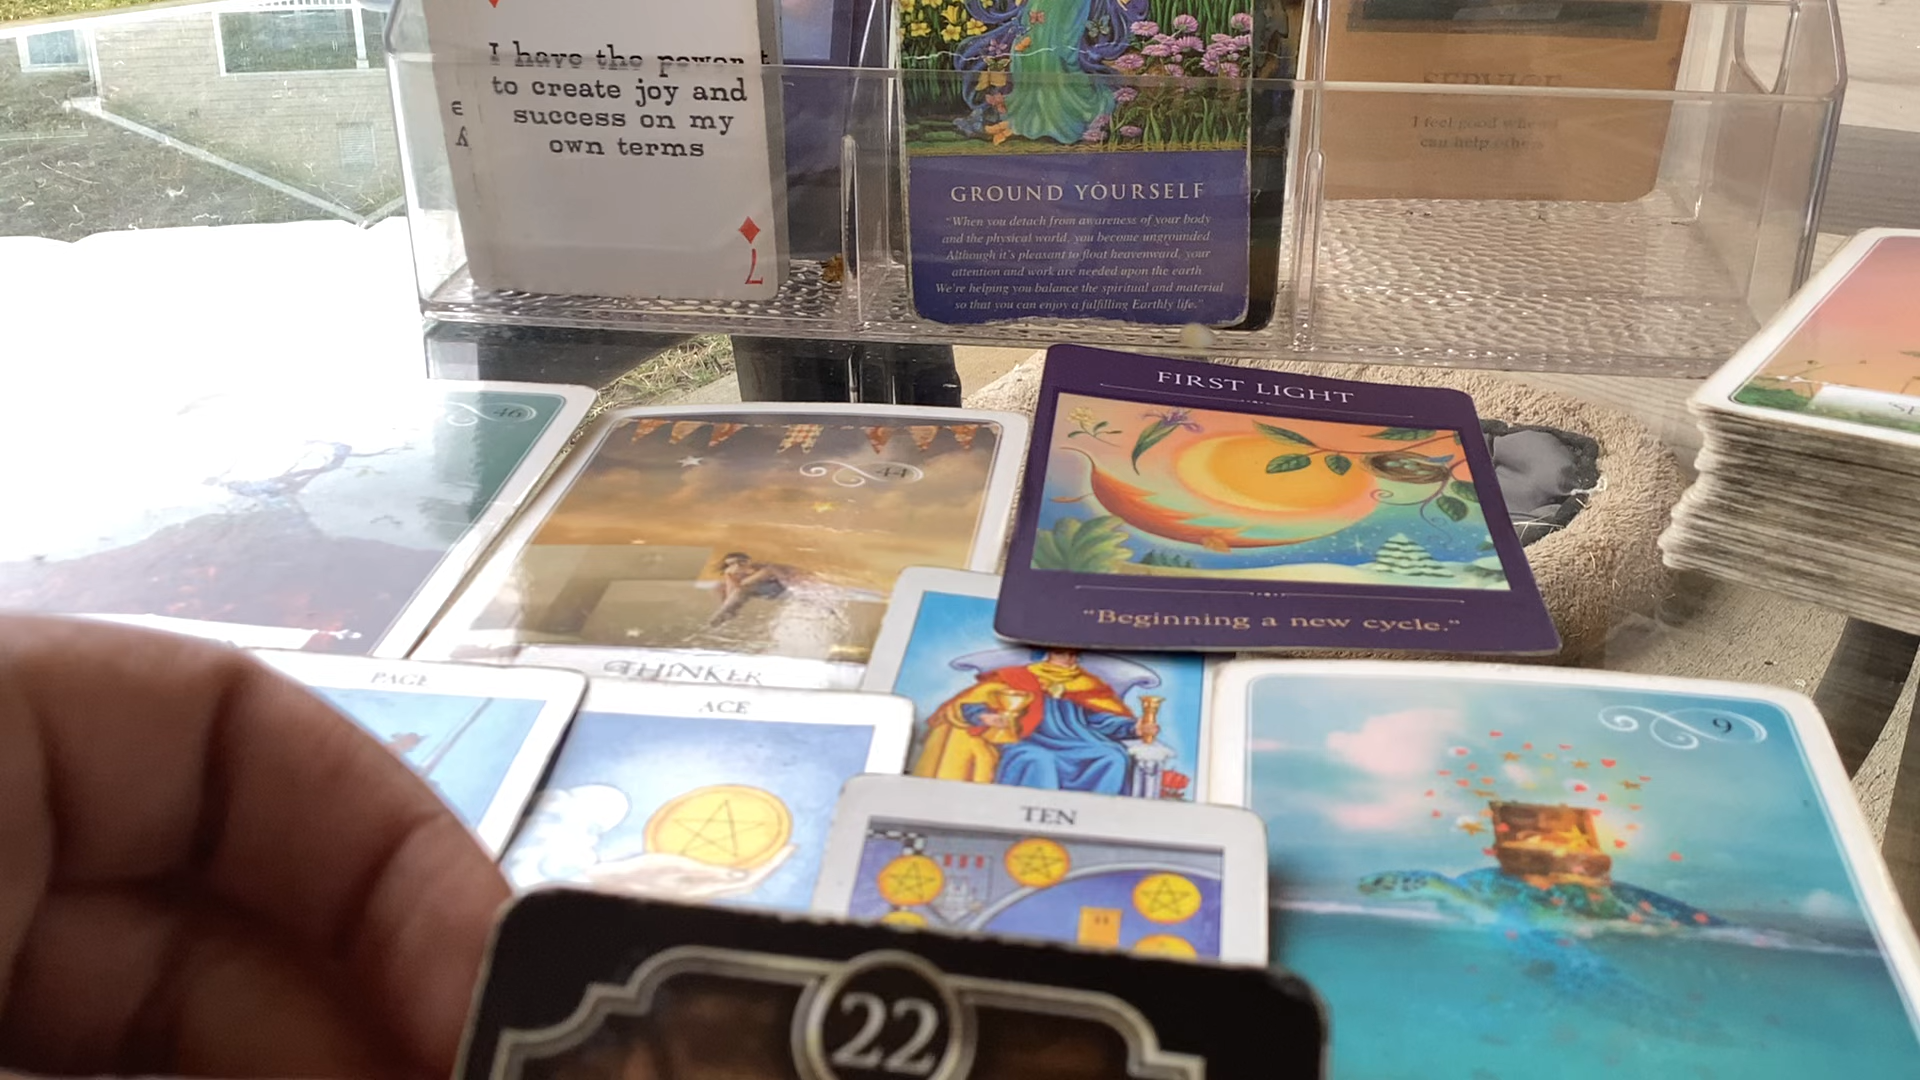 I have the power
to create joy and
success on my
own terms
7
GROUND YOURSELF
"When you detach from awareness of your body
and the physical world, you become ungrounded.
Although it's pleasant to float heavenward, your
attention and work are needed upon the earth
We're helping you balance the spiritual and material
so that you can enjoy a fulfilling Earthly life."
SERVICE
I feel good when
can help others
FIRST LIGHT
"Beginning a new cycle."
46
44
THINKER
PAGE
ACE
TEN
9
22